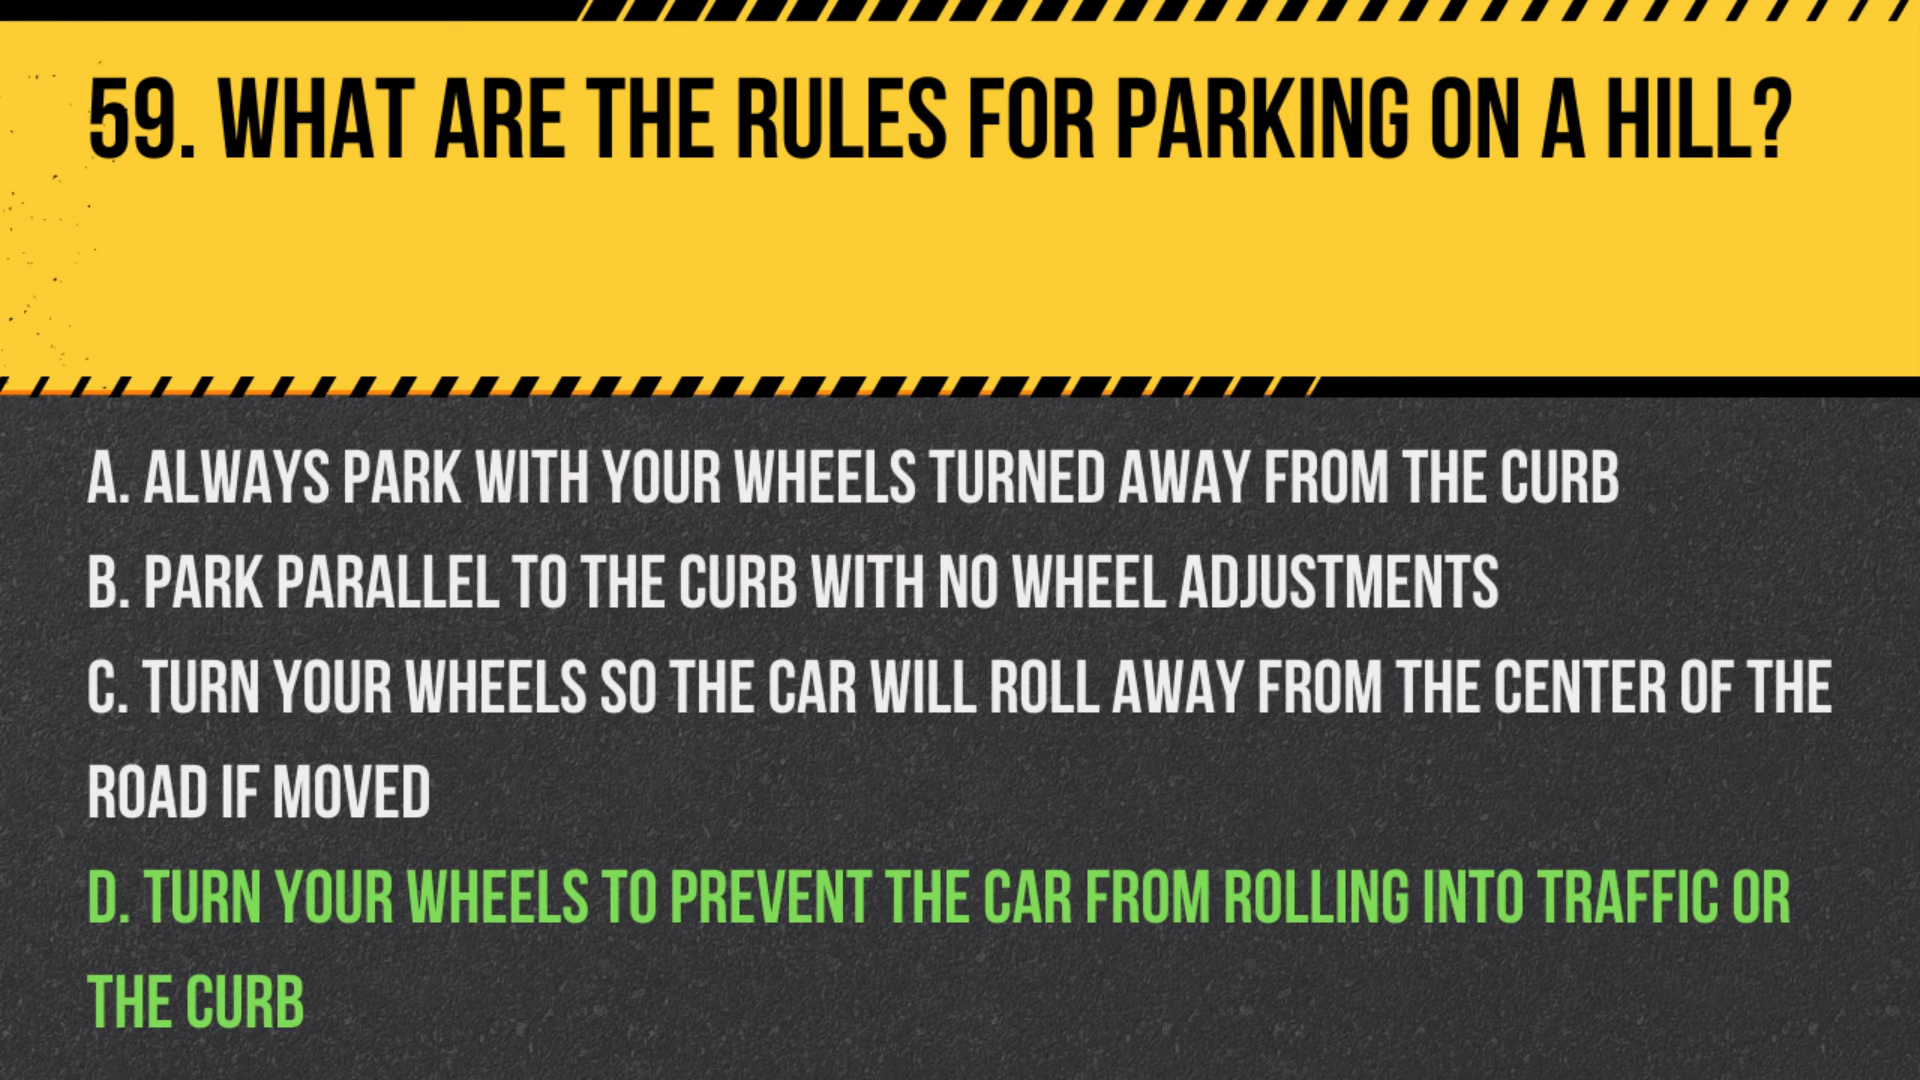 59. WHAT ARE THE RULES FOR PARKING ON A HILL?
A. ALWAYS PARK WITH YOUR WHEELS TURNED AWAY FROM THE CURB
B. PARK PARALLEL TO THE CURB WITH NO WHEEL ADJUSTMENTS
C. TURN YOUR WHEELS SO THE CAR WILL ROLL AWAY FROM THE CENTER OF THE
ROAD IF MOVED
D. TURN YOUR WHEELS TO PREVENT THE CAR FROM ROLLING INTO TRAFFIC OR
THE CURB